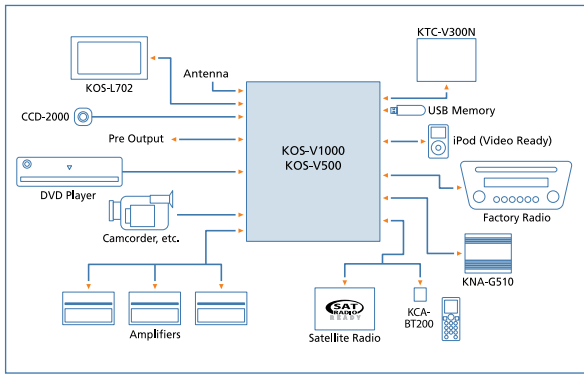 KTC-V300N
KOS-L702
Antenna
CCD-2000
USB Memory
Pre Output
KOS-V1000
KOS-V500
iPod (Video Ready)
DVD Player
Factory Radio
Camcorder, etc.
KNA-G510
SAT
RADIO
READY
Amplifiers
Satellite Radio
KCA-
BT200